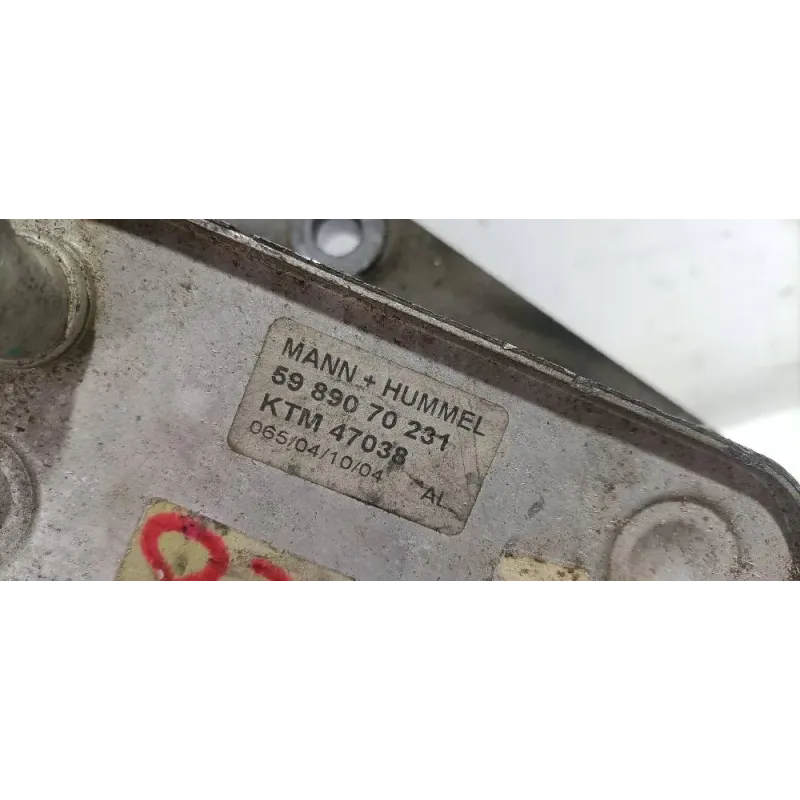 MANN + HUMMEL
59 890 70 231
KTM 47038
065/04/10/04 AL